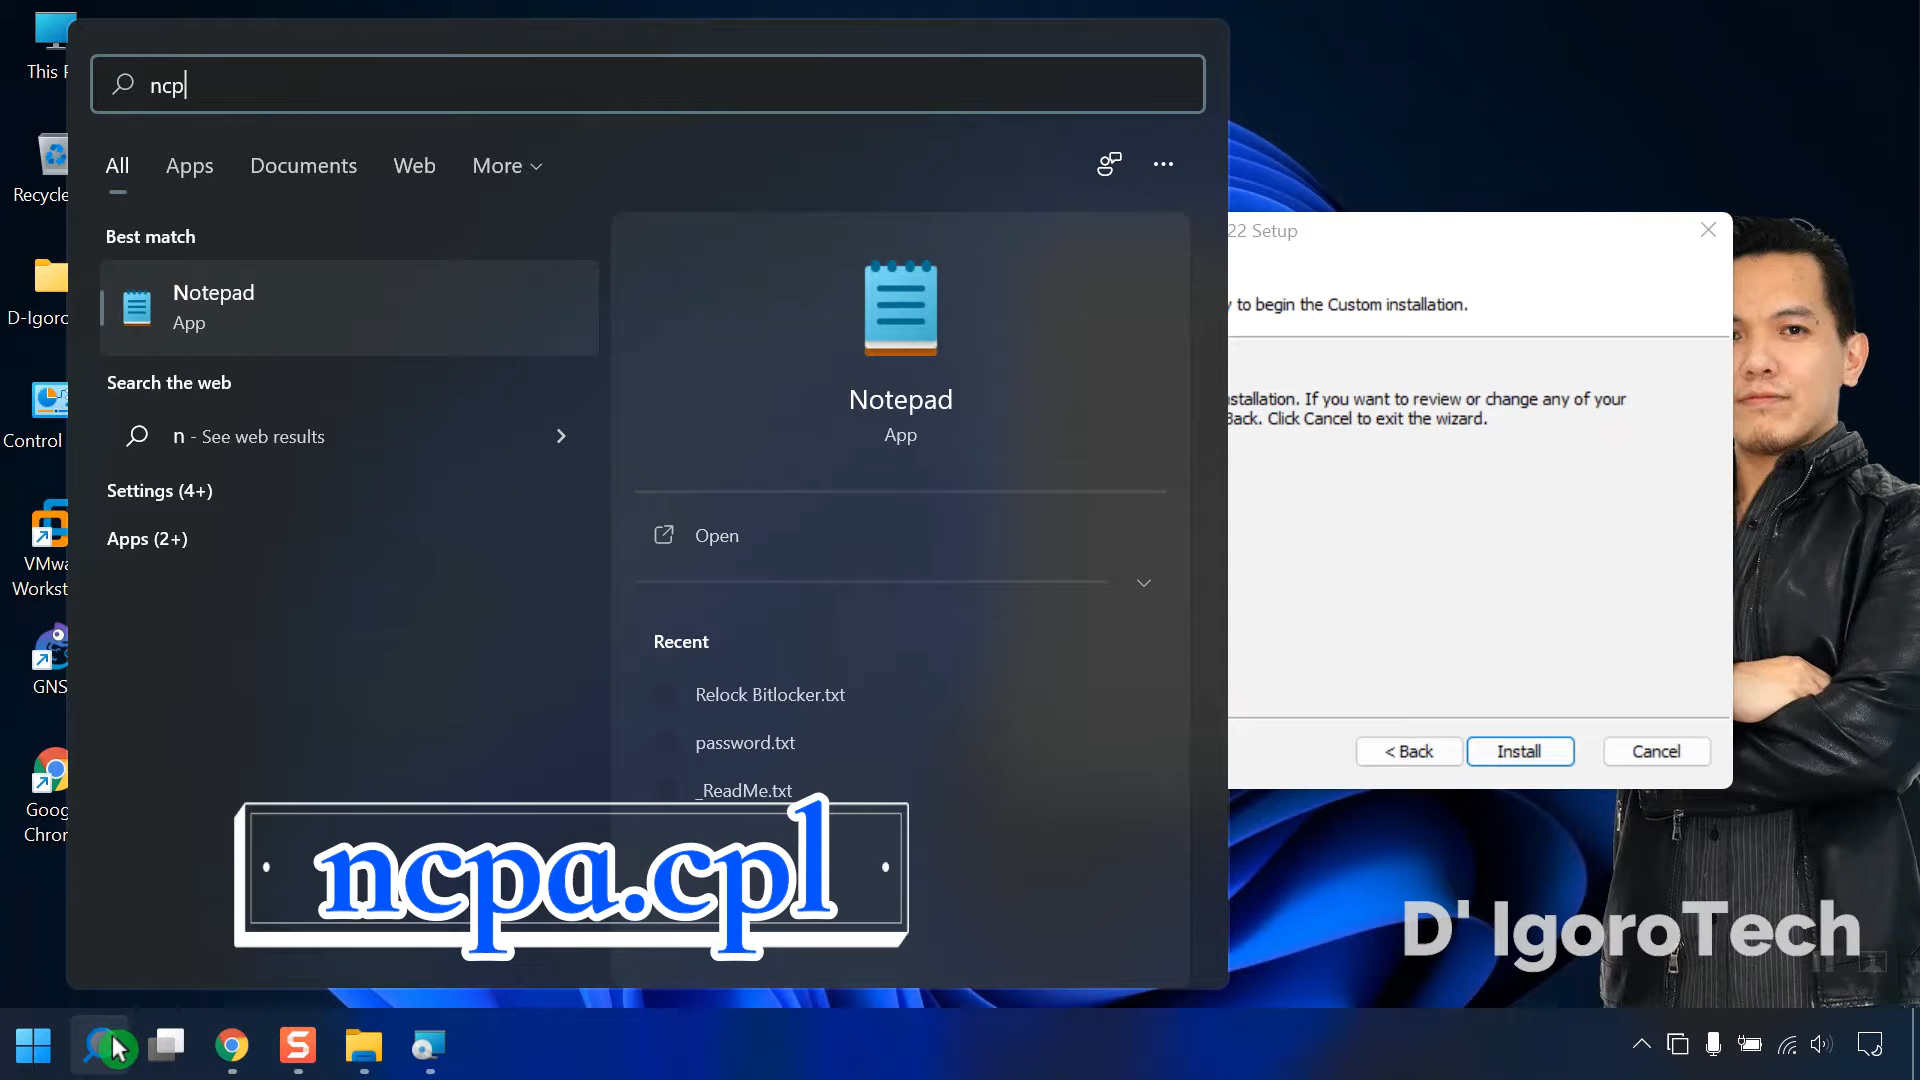 This P
Recycle
D-Igoro
Control
VMwa
Workst
GNS
Goog
Chron
ncp
All
Apps
Documents
Web
More
Best match
Notepad
App
Search the web
n - See web results
Settings (4+)
Apps (2+)
Notepad
App
Open
Recent
Relock Bitlocker.txt
password.txt
_ReadMe.txt
ncpa.cpl
22 Setup
y to begin the Custom installation.
nstallation. If you want to review or change any of your
Back. Click Cancel to exit the wizard.
< Back
Install
Cancel
D' IgoroTech